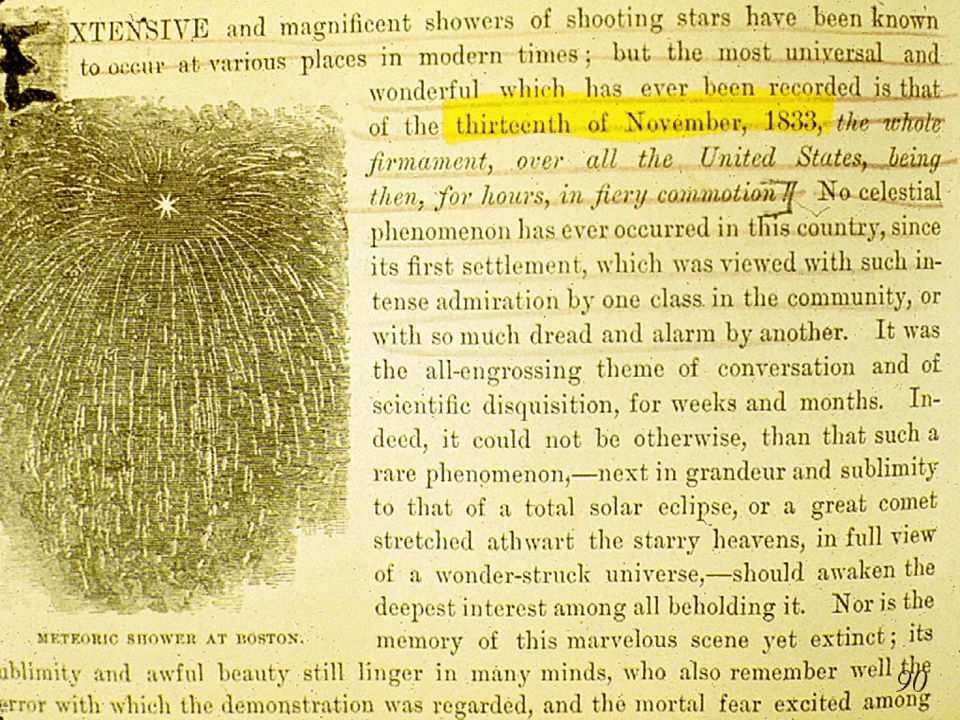 EXTENSIVE and magnificent showers of shooting stars have been known
to occur at various places in modern times; but the most universal and
wonderful which has ever been recorded is that
of the thirteenth of November, 1833, the whole
firmament, over all the United States, being
then, for hours, in fiery commotion! No celestial
phenomenon has ever occurred in this country, since
its first settlement, which was viewed with such in-
tense admiration by one class in the community, or
with so much dread and alarm by another. It was
the all-engrossing theme of conversation and of
scientific disquisition, for weeks and months. In-
deed, it could not be otherwise, than that such a
rare phenomenon,—next in grandeur and sublimity
to that of a total solar eclipse, or a great comet
stretched athwart the starry heavens, in full view
of a wonder-struck universe,—should awaken the
deepest interest among all beholding it. Nor is the
memory of this marvelous scene yet extinct; its
ublimity and awful beauty still linger in many minds, who also remember well the
error with which the demonstration was regarded, and the mortal fear excited among
METEORIC SHOWER AT BOSTON.
90